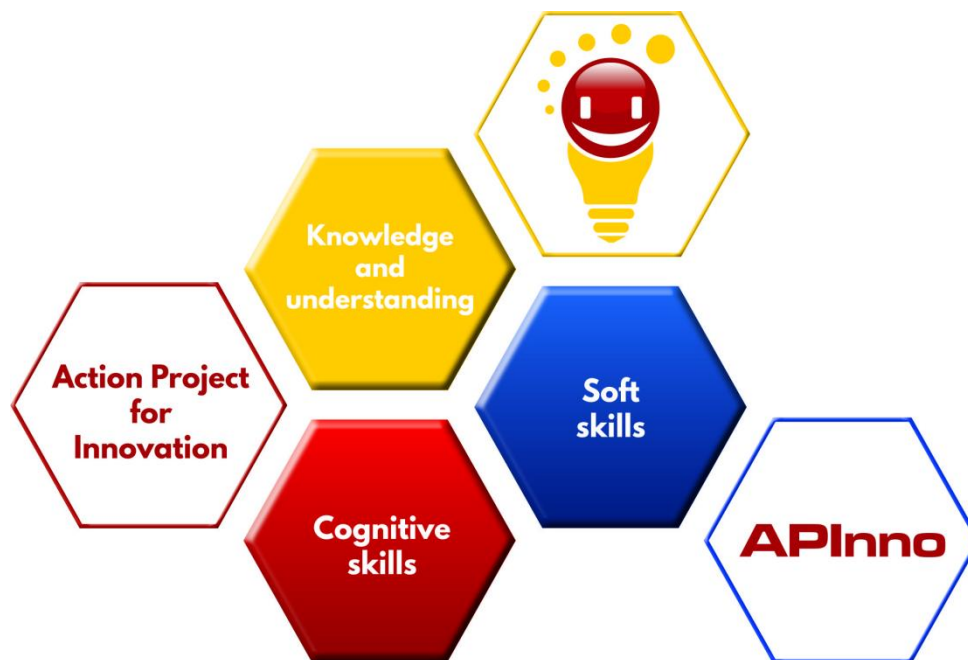 Knowledge
and
understanding
Action Project
for
Innovation
Soft
skills
Cognitive
skills
APInno